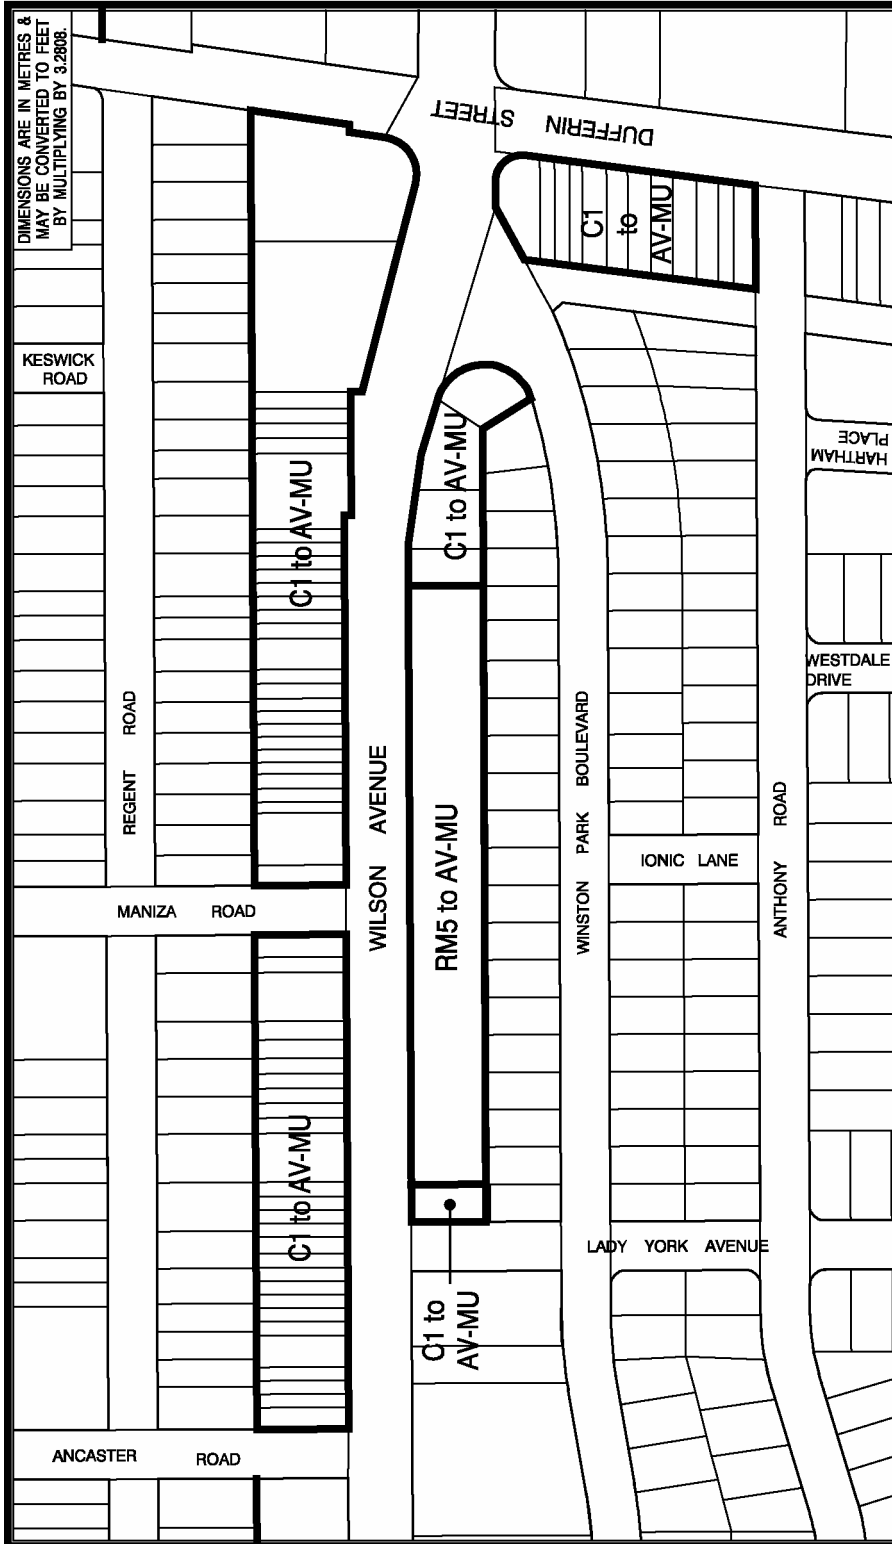 DIMENSIONS ARE IN METRES &
MAY BE CONVERTED TO FEET
BY MULTIPLYING BY 3.2808.
DUFFERIN STREET
C1
to
AV-MU
KESWICK
ROAD
HARTHAM
PLACE
C1 to AV-MU
C1 to AV-MU
WESTDALE
DRIVE
REGENT ROAD
WILSON AVENUE
WINSTON PARK BOULEVARD
ANTHONY ROAD
RM5 to AV-MU
IONIC LANE
MANIZA ROAD
C1 to AV-MU
LADY YORK AVENUE
C1 to
AV-MU
ANCASTER ROAD